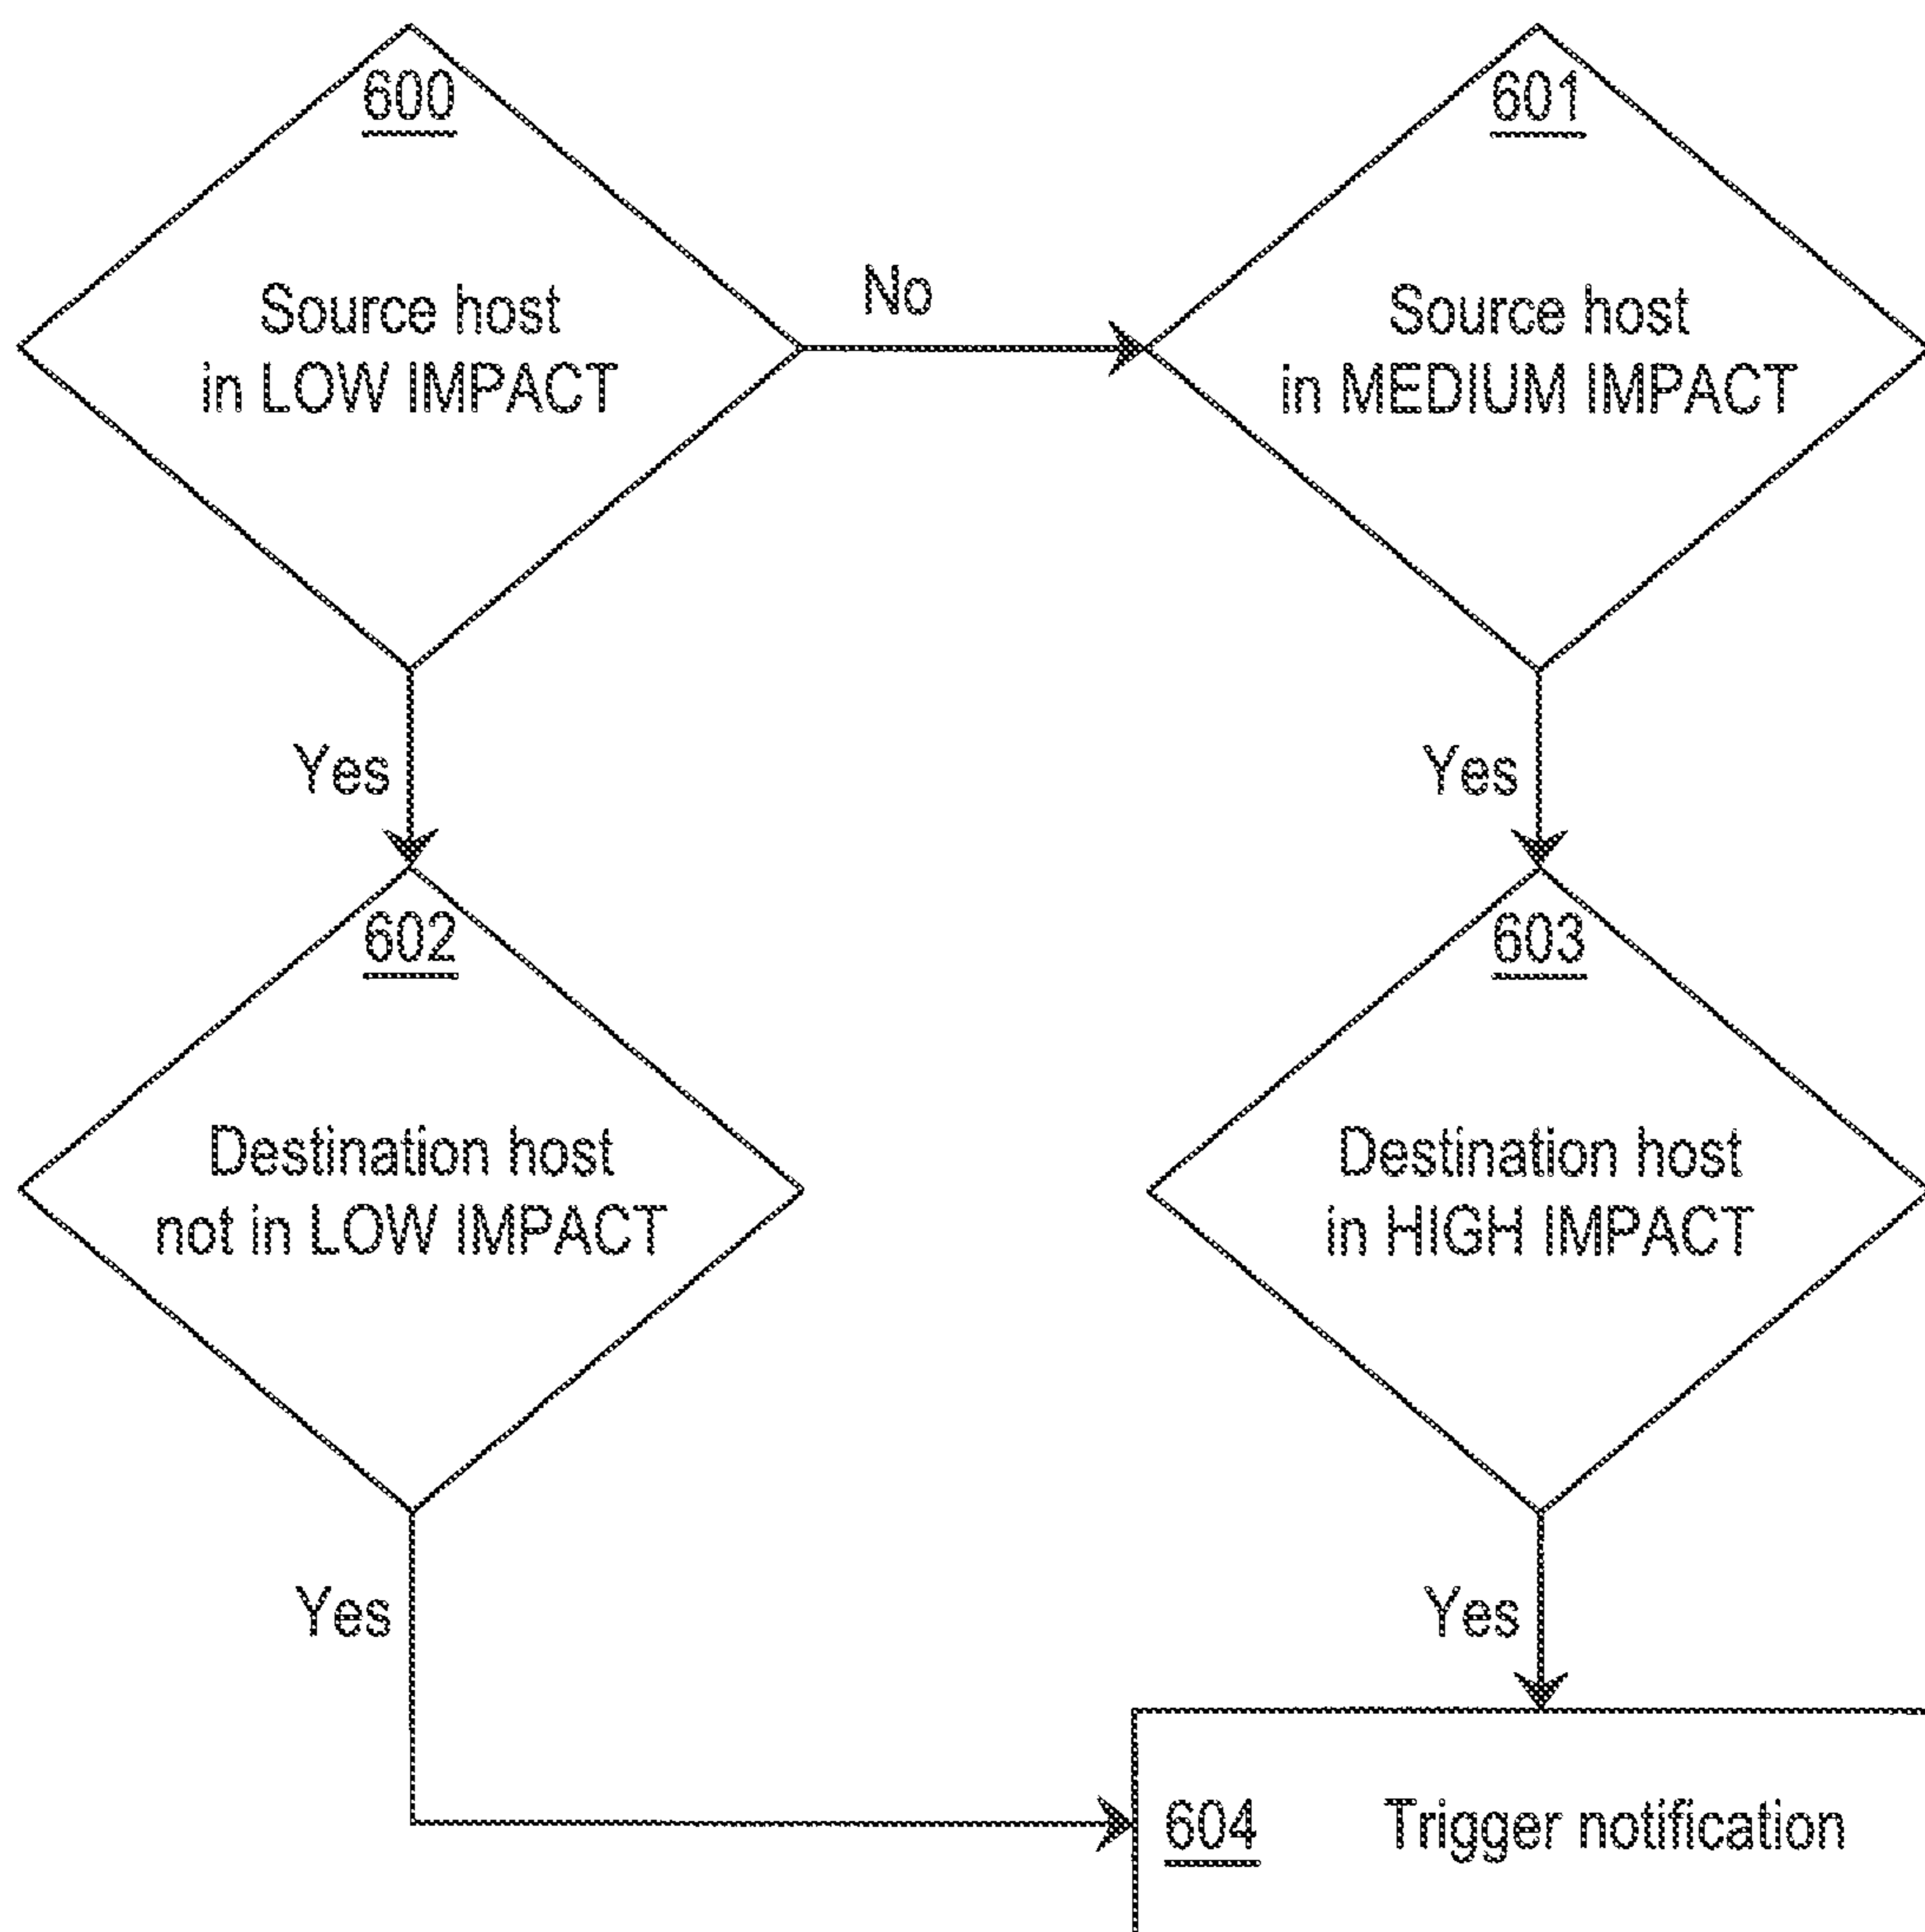 600
Source host
in LOW IMPACT
No
601
Source host
in MEDIUM IMPACT
Yes
Yes
602
Destination host
not in LOW IMPACT
603
Destination host
in HIGH IMPACT
Yes
Yes
604 Trigger notification